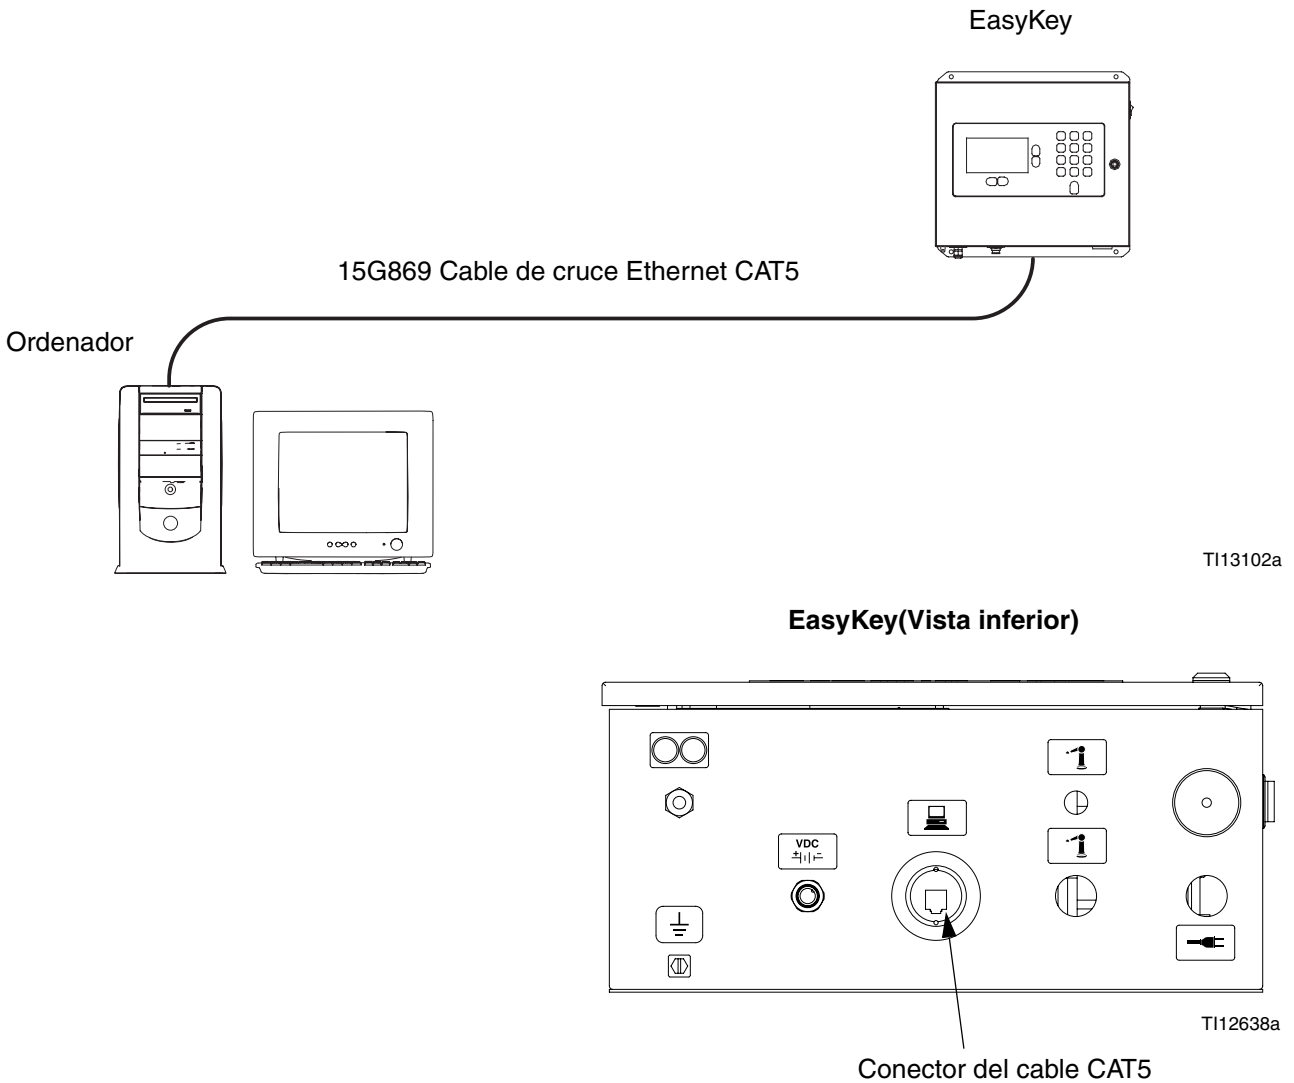 EasyKey
15G869 Cable de cruce Ethernet CAT5
Ordenador
TI13102a
EasyKey(Vista inferior)
VDC
+ -
TI12638a
Conector del cable CAT5